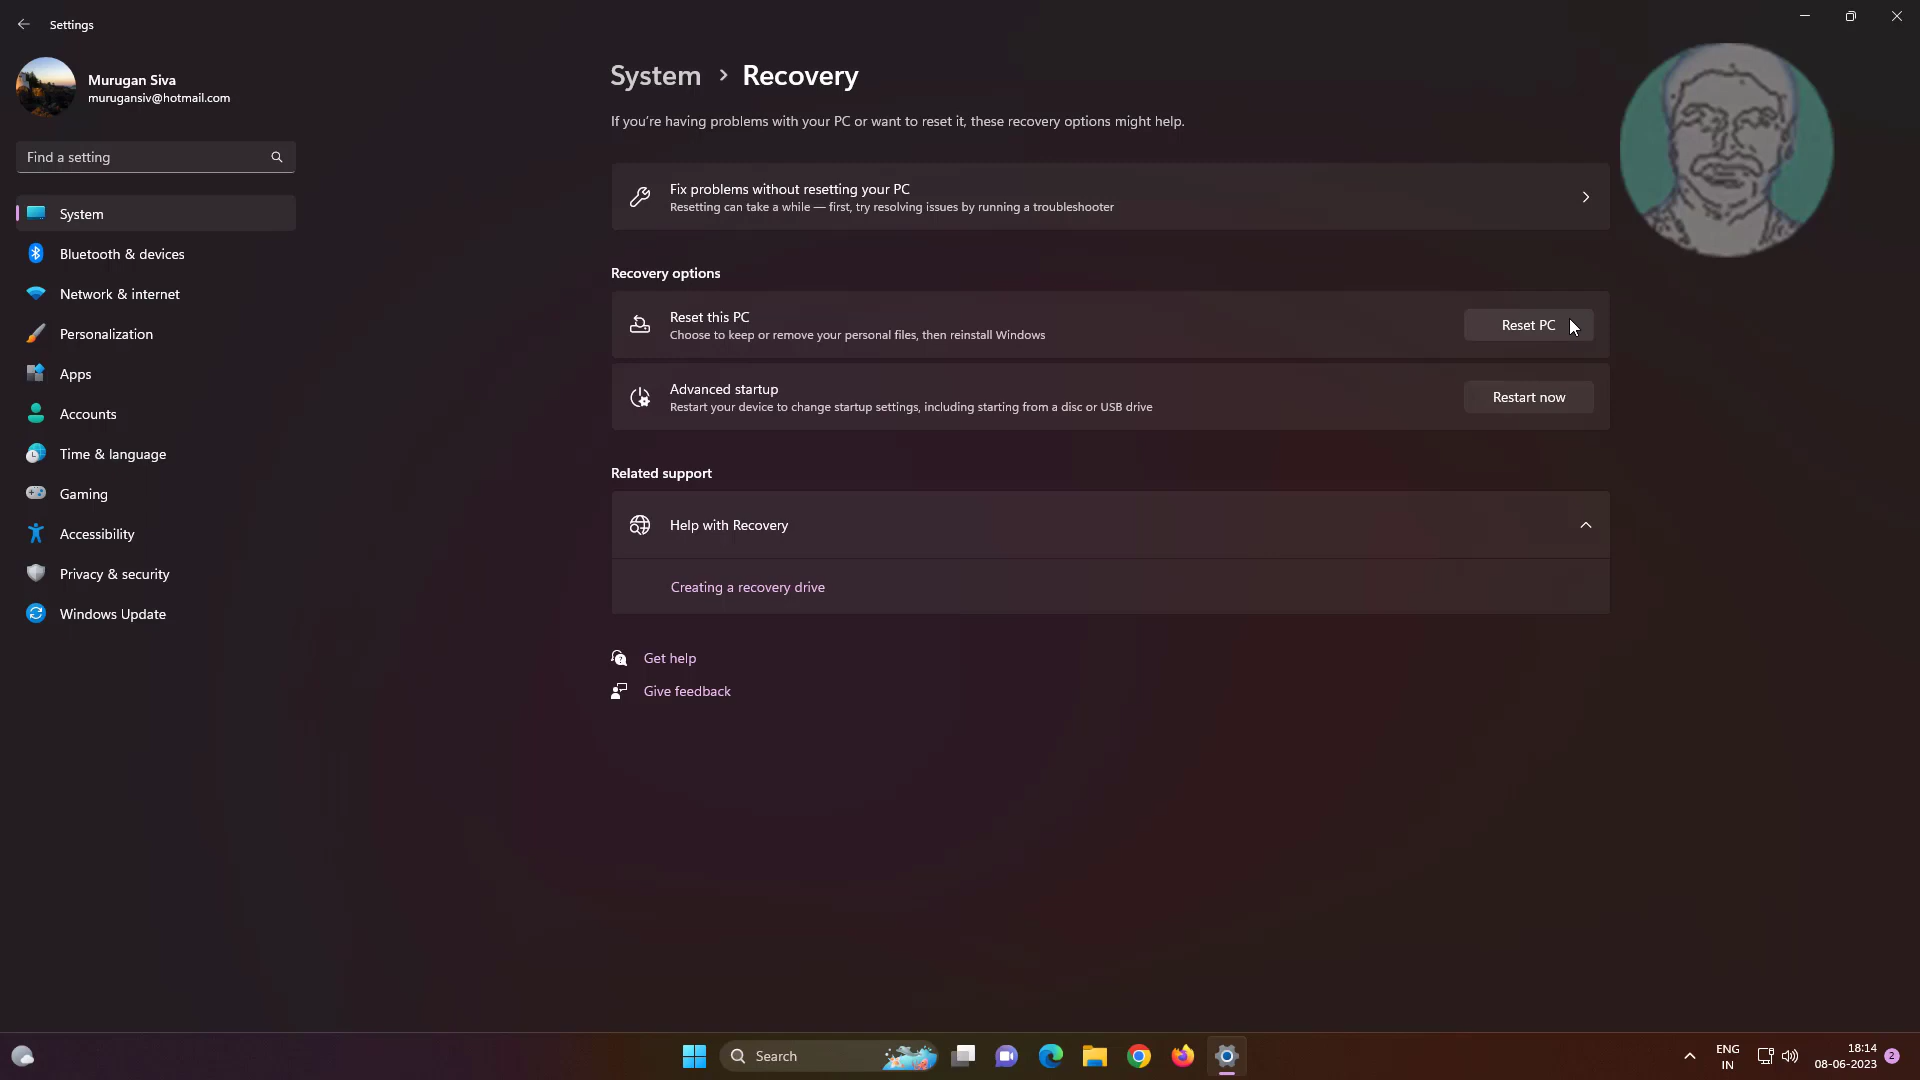 Settings
Murugan Siva
murugansiv@hotmail.com
Find a setting
System
Bluetooth & devices
Network & internet
Personalization
Apps
Accounts
Time & language
Gaming
Accessibility
Privacy & security
Windows Update
System > Recovery
If you're having problems with your PC or want to reset it, these recovery options might help.
Fix problems without resetting your PC
Resetting can take a while — first, try resolving issues by running a troubleshooter
Recovery options
Reset this PC
Choose to keep or remove your personal files, then reinstall Windows
Reset PC
Advanced startup
Restart your device to change startup settings, including starting from a disc or USB drive
Restart now
Related support
Help with Recovery
Creating a recovery drive
Get help
Give feedback
Search
ENG
IN
18:14
08-06-2023
2